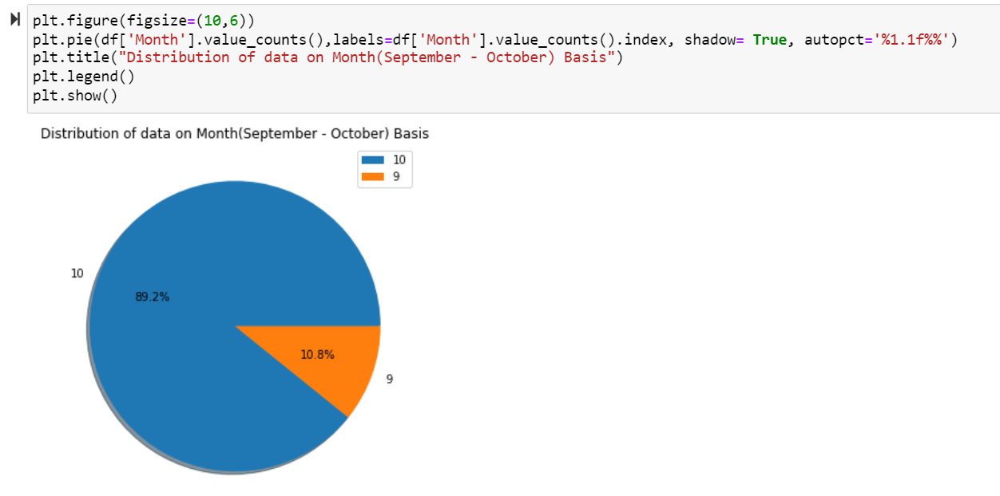 plt.figure(figsize=(10,6))
plt.pie(df['Month'].value_counts(),labels=df['Month'].value_counts().index, shadow= True, autopct='%1.1f%%')
plt.title("Distribution of data on Month(September - October) Basis")
plt.legend()
plt.show()
Distribution of data on Month(September - October) Basis
10
9
10
89.2%
10.8%
9